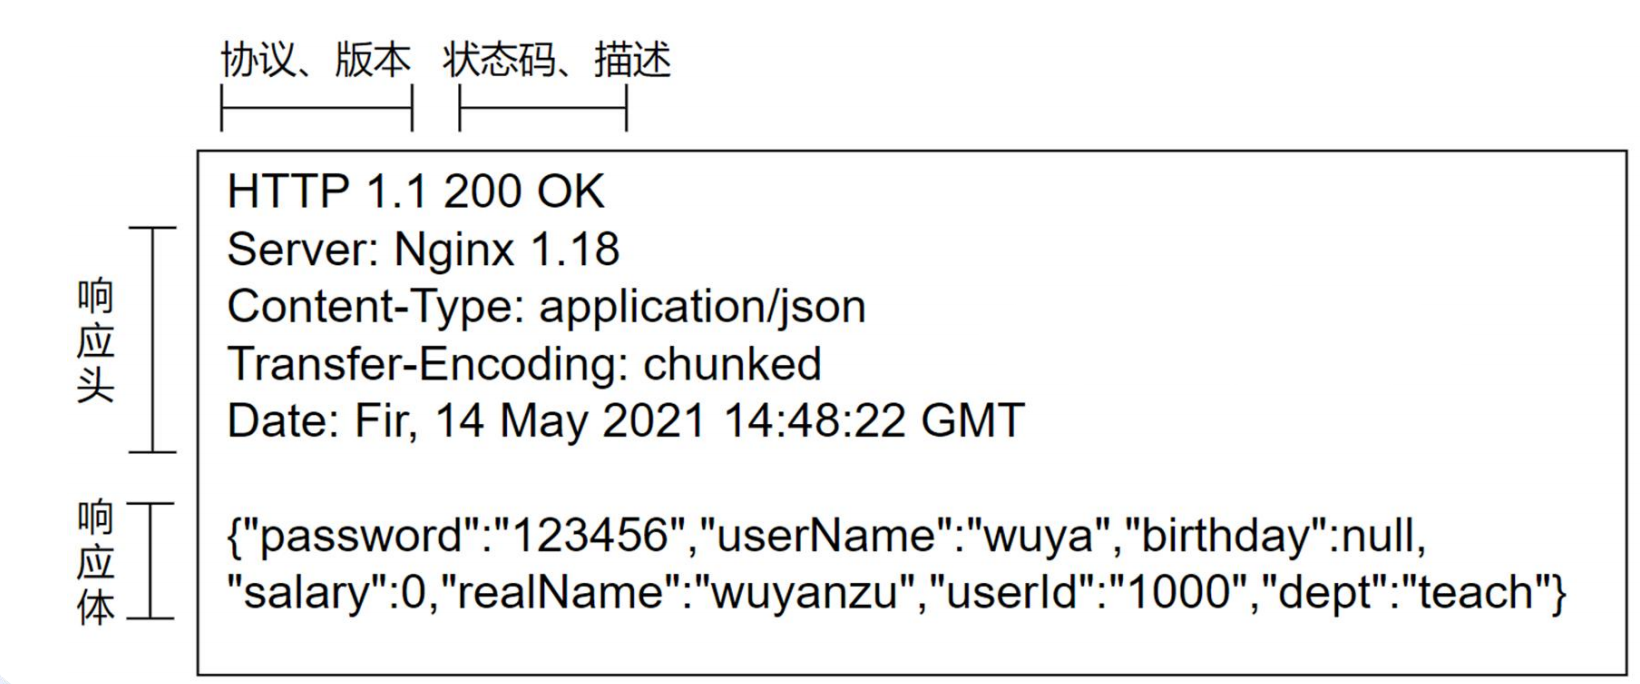 协议、版本 状态码、描述
HTTP 1.1 200 OK
响应头
Server: Nginx 1.18
Content-Type: application/json
Transfer-Encoding: chunked
Date: Fir, 14 May 2021 14:48:22 GMT
响应体
{"password":"123456","userName":"wuya","birthday":null,
"salary":0,"realName":"wuyanzu","userId":"1000","dept":"teach"}